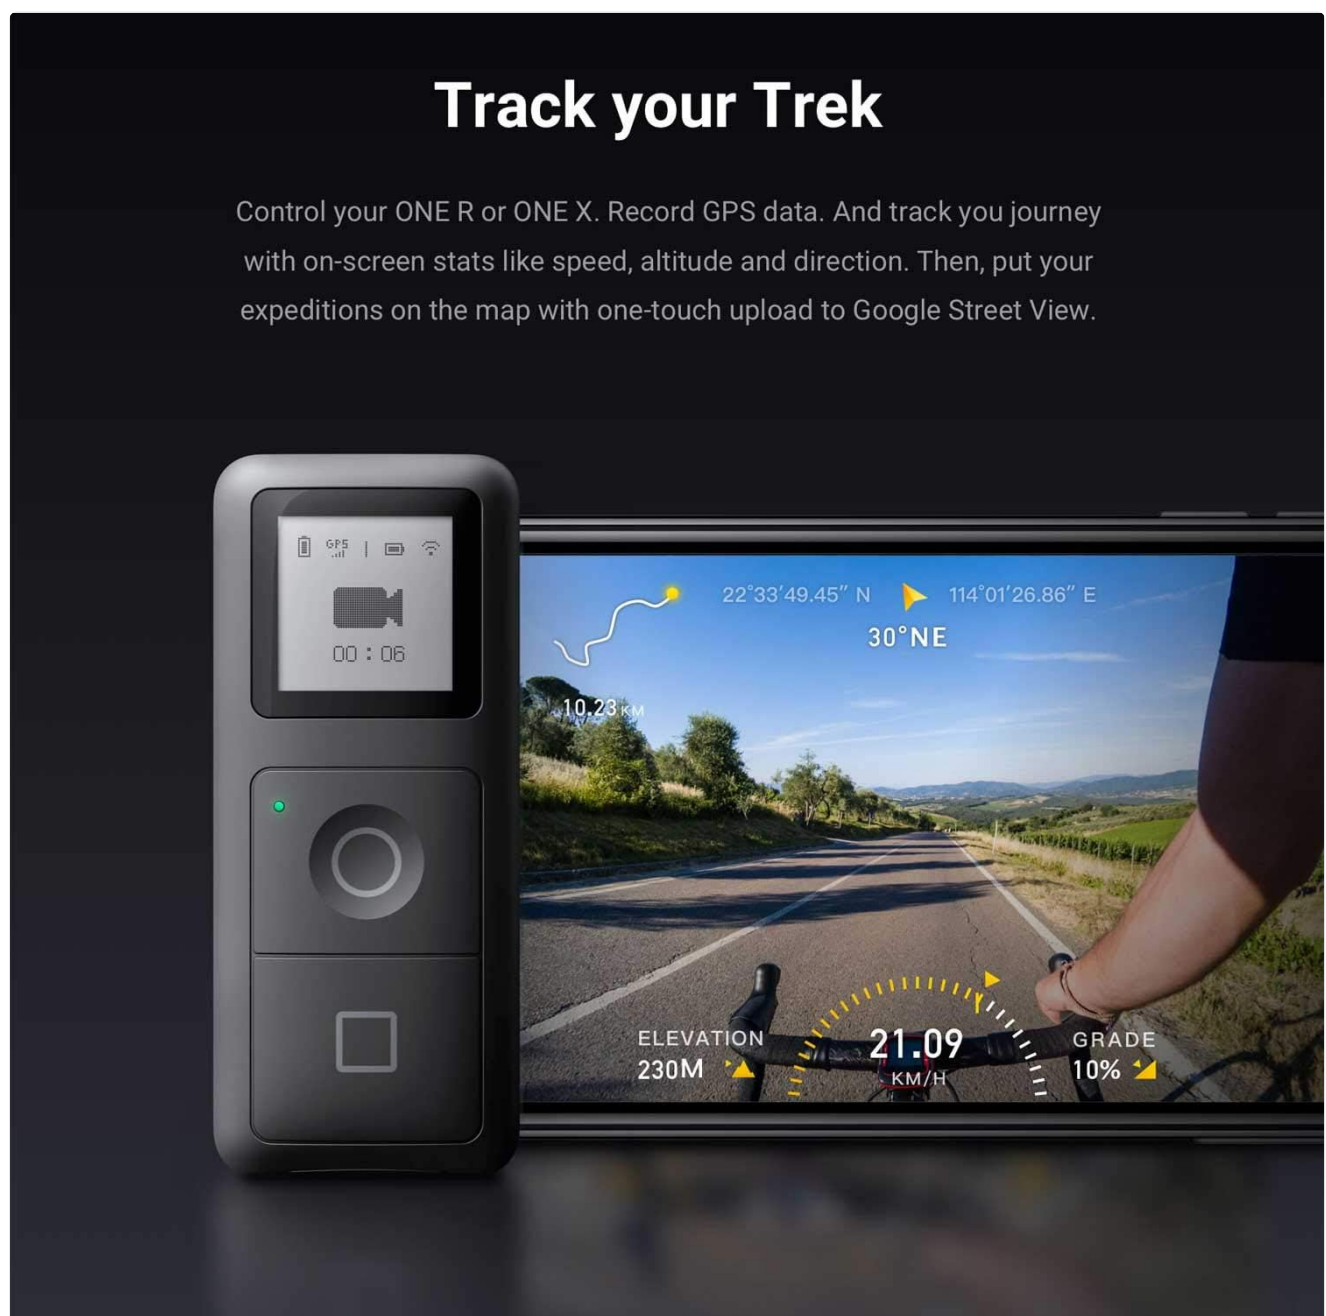 Track your Trek
Control your ONE R or ONE X. Record GPS data. And track you journey
with on-screen stats like speed, altitude and direction. Then, put your
expeditions on the map with one-touch upload to Google Street View.
GPS
00 : 06
22°33′49.45″ N 114°01′26.86″ E
30°NE
10.23 KM
ELEVATION
230M
21.09
KM/H
GRADE
10%